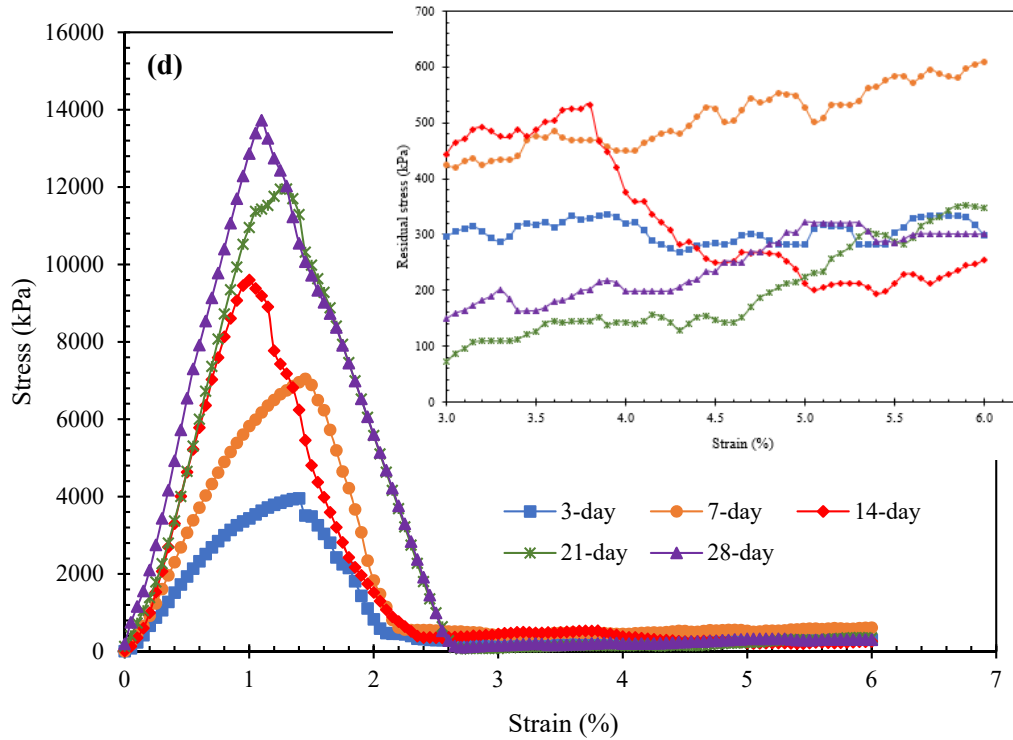 (d)
Stress (kPa)
16000
14000
12000
10000
8000
6000
4000
2000
0
0 1 2 3 4 5 6 7
Strain (%)
Residual stress (kPa)
700
600
500
400
300
200
100
0
3.0 3.5 4.0 4.5 5.0 5.5 6.0
Strain (%)
3-day 7-day 14-day
21-day 28-day